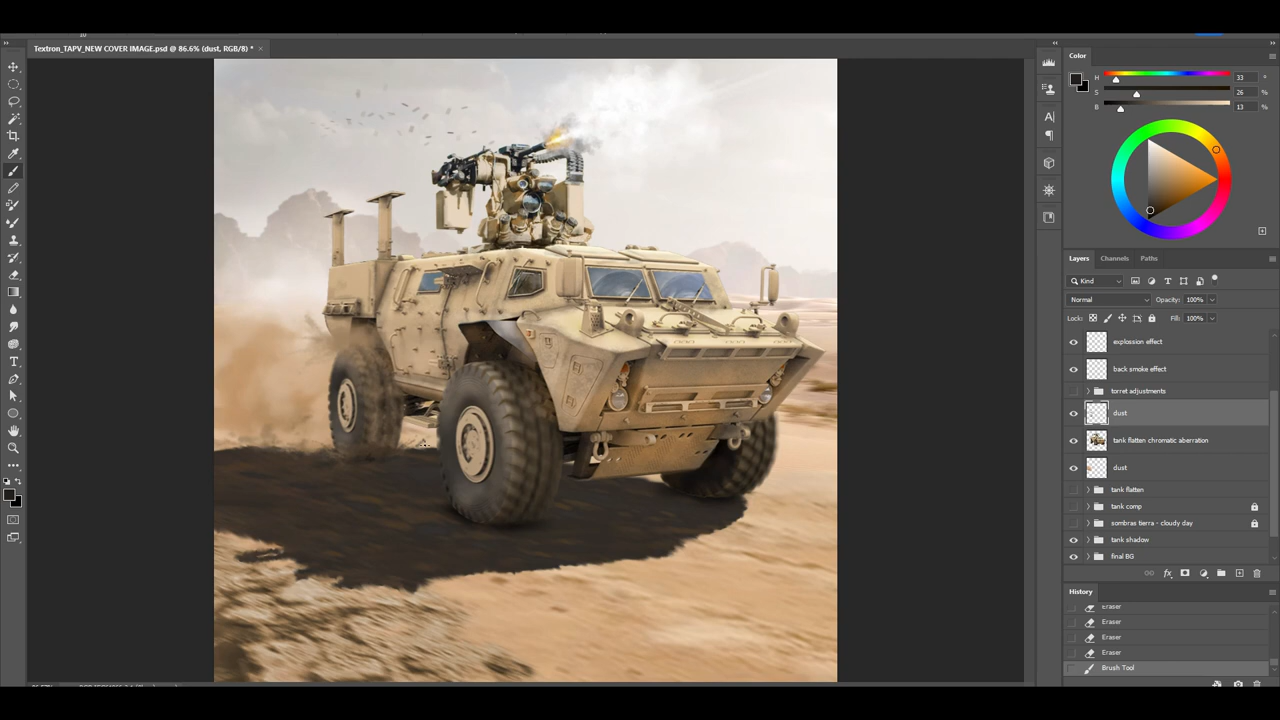 Textron_TAPV_NEW COVER IMAGE.psd @ 86.6% (dust, RGB/8) * ×
Color
H 33 °
S 26 %
B 13 %
Layers Channels Paths
Kind
Normal Opacity: 100%
Lock: Fill: 100%
explossion effect
back smoke effect
torret adjustments
dust
tank flatten chromatic aberration
dust
tank flatten
tank comp
sombras tierra - cloudy day
tank shadow
final BG
fx
History
Eraser
Eraser
Eraser
Eraser
Brush Tool